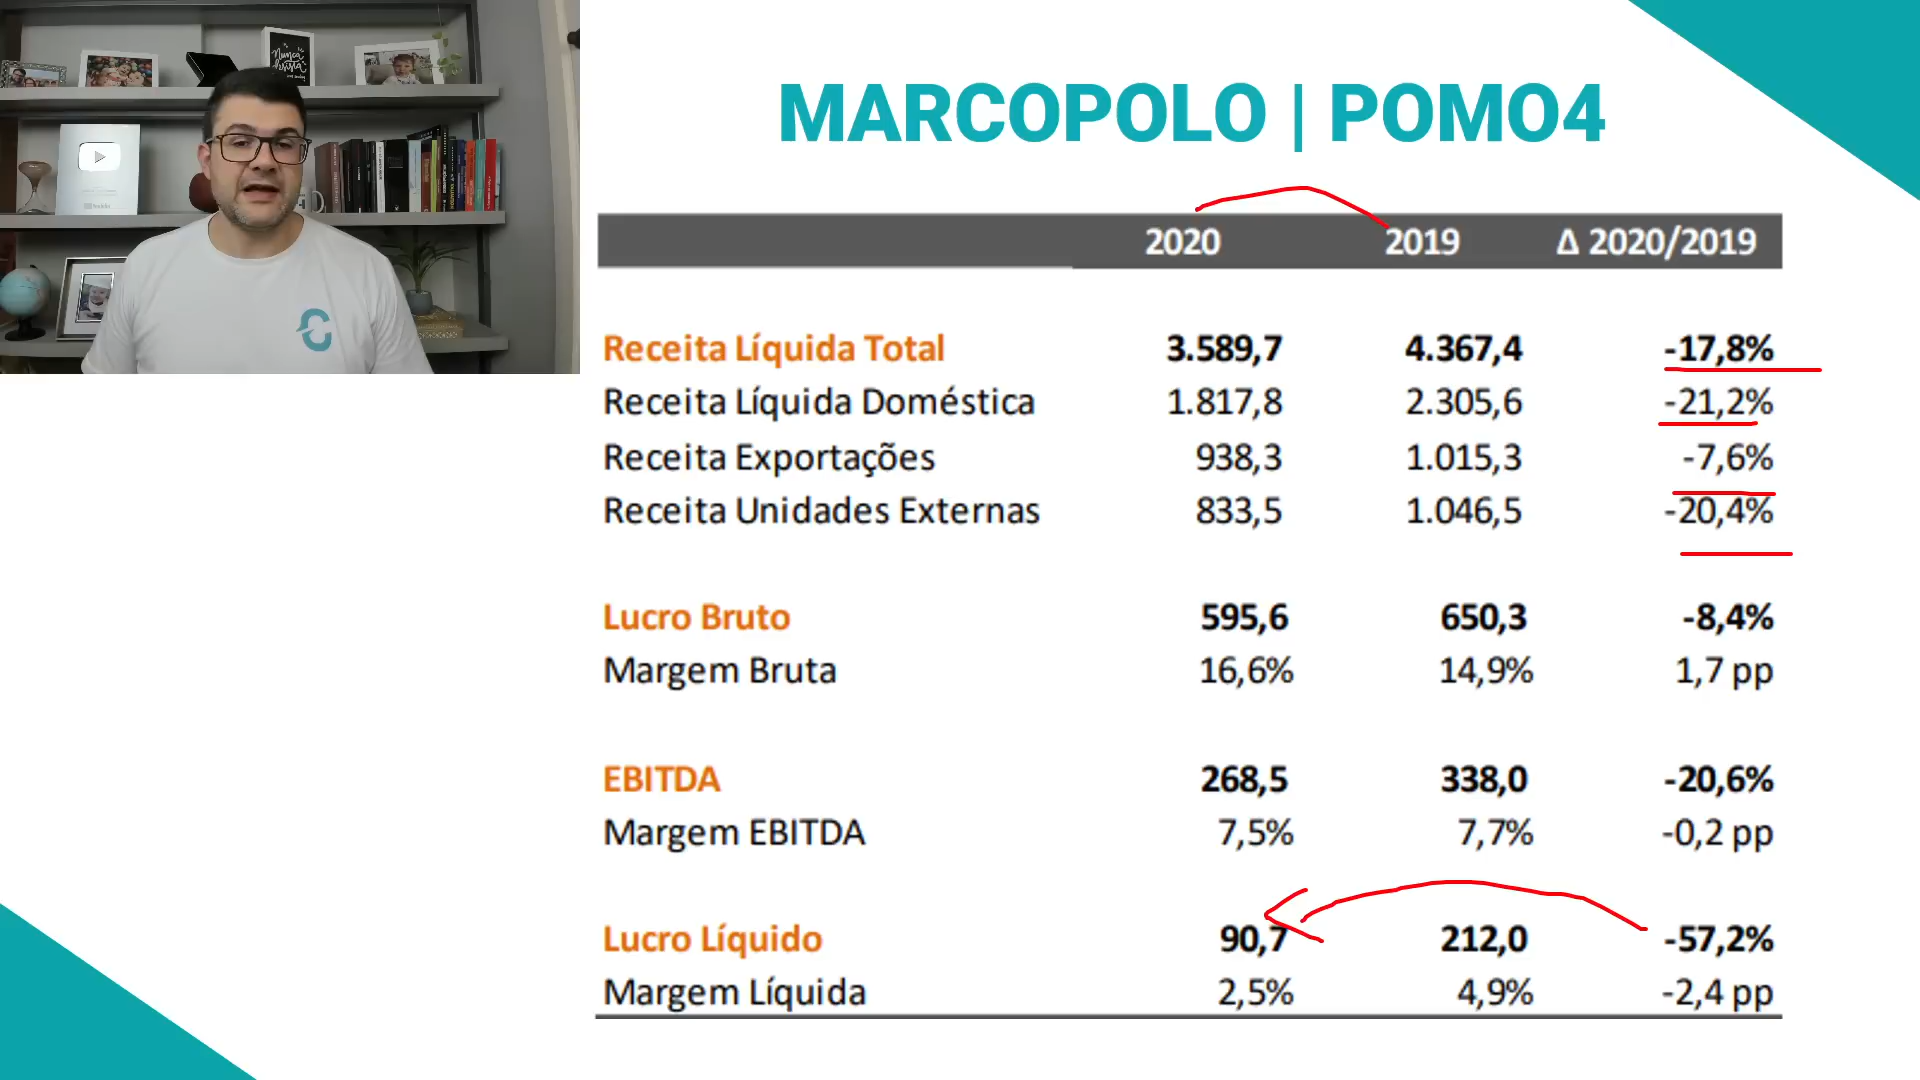 Nunca
desista
MARCOPOLO | POMO4
2020 2019 Δ 2020/2019
Receita Líquida Total 3.589,7 4.367,4 -17,8%
Receita Líquida Doméstica 1.817,8 2.305,6 -21,2%
Receita Exportações 938,3 1.015,3 -7,6%
Receita Unidades Externas 833,5 1.046,5 -20,4%
Lucro Bruto 595,6 650,3 -8,4%
Margem Bruta 16,6% 14,9% 1,7 pp
EBITDA 268,5 338,0 -20,6%
Margem EBITDA 7,5% 7,7% -0,2 pp
Lucro Líquido 90,7 212,0 -57,2%
Margem Líquida 2,5% 4,9% -2,4 pp